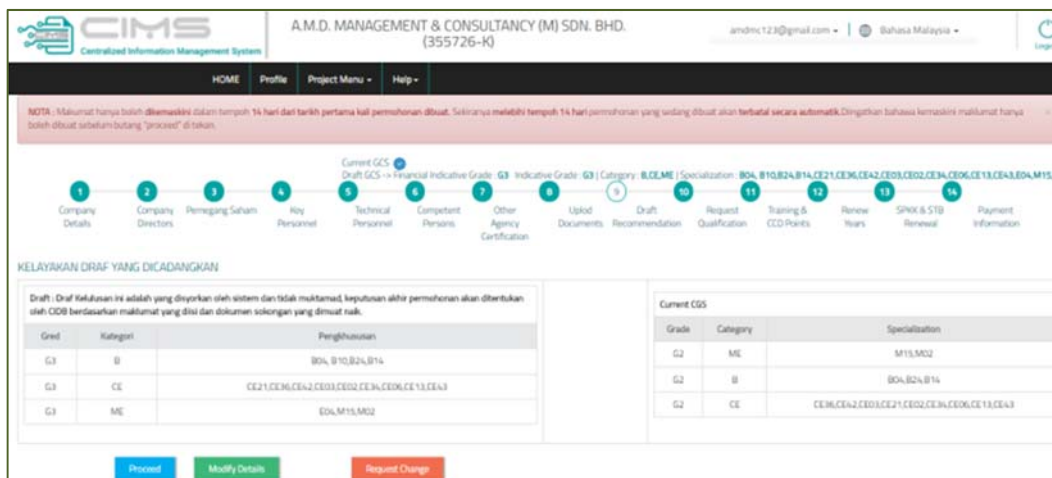 CIMS
Centralized Information Management System
A.M.D. MANAGEMENT & CONSULTANCY (M) SDN. BHD.
(355726-K)
amdmc123@gmail.com
Bahasa Malaysia
HOME Profile Project Menu Help
NOTA : Maklumat hanya boleh dikemaskini dalam tempoh 14 hari dari tarikh pertama kali permohonan dibuat. Sekiranya melebihi tempoh 14 hari permohonan yang sedang dibuat akan terbatal secara automatik.Diingatkan bahawa kemaskini maklumat hanya
boleh dibuat sebelum butang "proceed" di tekan.
Current GCS
Draft GCS -> Financial Indicative Grade : G3 Indicative Grade : G3 | Category : B,CE,ME | Specialization : B04, B10,B24,B14,CE21,CE36,CE42,CE03,CE02,CE34,CE06,CE13,CE43,E04,M15,
1 2 3 4 5 6 7 8 9 10 11 12 13 14
Company Details
Company Directors
Pemegang Saham
Key Personnel
Technical Personnel
Competent Persons
Other Agency Certification
Uplod Documents
Draft Recommendation
Request Qualification
Training & CCD Points
Renew Years
SPKK & STB Renewal
Payment Information
KELAYAKAN DRAF YANG DICADANGKAN
Draft : Draf Kelulusan ini adalah yang disyorkan oleh sistem dan tidak muktamad, keputusan akhir permohonan akan ditentukan
oleh CIDB berdasarkan maklumat yang diisi dan dokumen sokongan yang dimuat naik.
Gred Kategori Pengkhususan
G3 B B04, B10,B24,B14
G3 CE CE21,CE36,CE42,CE03,CE02,CE34,CE06,CE13,CE43
G3 ME E04,M15,M02
Current CGS
Grade Category Specialization
G2 ME M15,M02
G2 B B04,B24,B14
G2 CE CE36,CE42,CE03,CE21,CE02,CE34,CE06,CE13,CE43
Proceed Modify Details Request Change